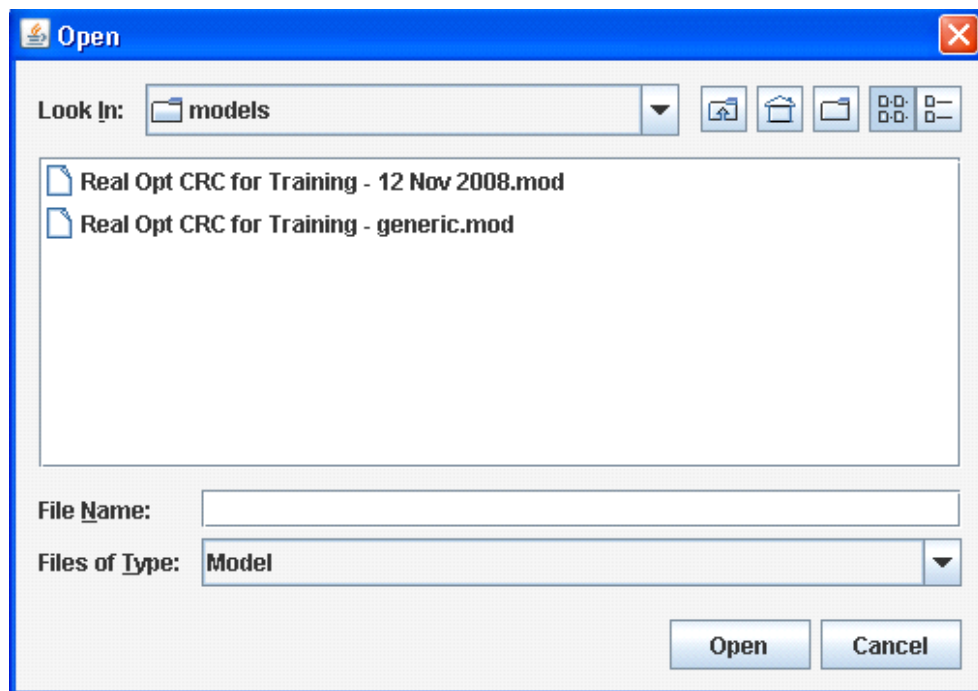 Open
Look In: models
Real Opt CRC for Training - 12 Nov 2008.mod
Real Opt CRC for Training - generic.mod
File Name:
Files of Type: Model
Open Cancel